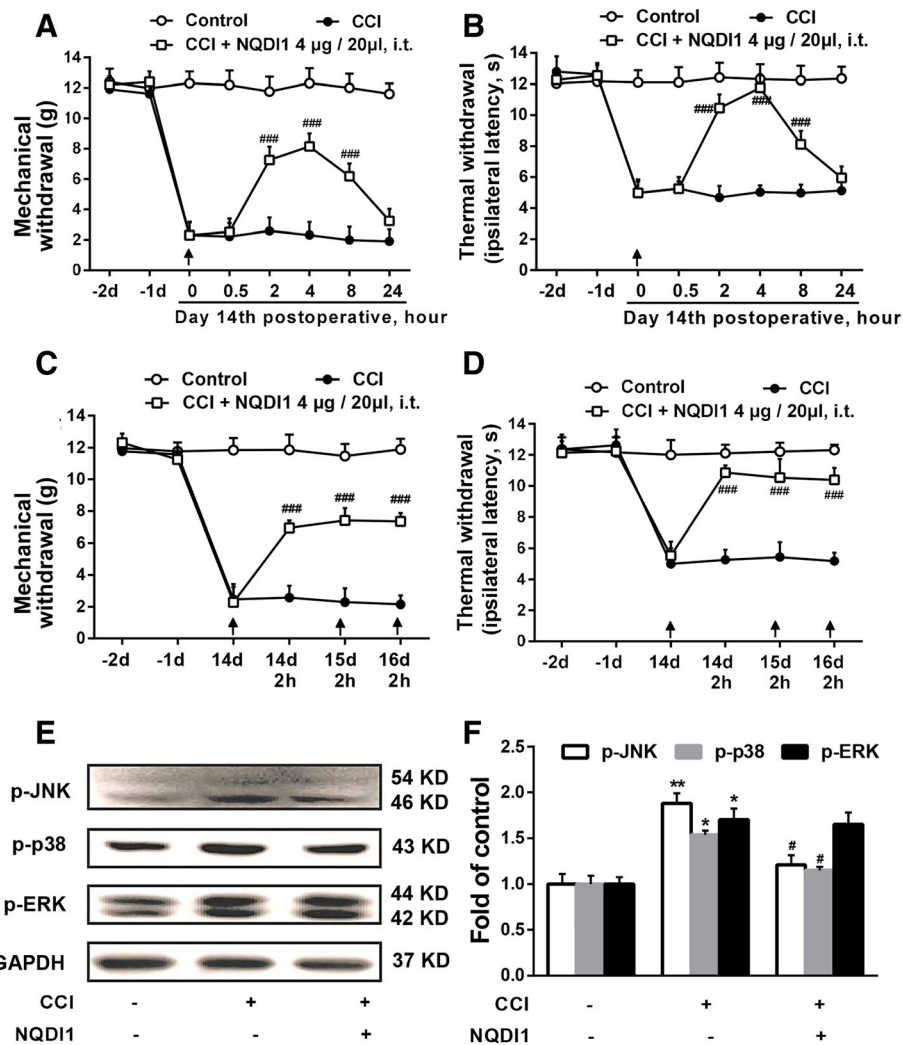 A
Control
CCI
CCI + NQDI1 4 µg / 20µl, i.t.
Mechanical withdrawal (g)
14
12
10
8
6
4
2
0
###
###
###
-2d -1d 0 0.5 2 4 8 24
Day 14th postoperative, hour
B
Control
CCI
CCI + NQDI1 4 µg / 20µl, i.t.
Thermal withdrawal (ipsilateral latency, s)
14
12
10
8
6
4
2
0
###
###
###
-2d -1d 0 0.5 2 4 8 24
Day 14th postoperative, hour
C
Control
CCI
CCI + NQDI1 4 µg / 20µl, i.t.
Mechanical withdrawal (g)
14
12
10
8
6
4
2
0
###
###
###
-2d -1d 14d 14d 15d 16d
2h 2h 2h
D
Control
CCI
CCI + NQDI1 4 µg / 20µl, i.t.
Thermal withdrawal (ipsilateral latency, s)
14
12
10
8
6
4
2
0
###
###
###
-2d -1d 14d 14d 15d 16d
2h 2h 2h
E
p-JNK
54 KD
46 KD
p-p38
43 KD
p-ERK
44 KD
42 KD
GAPDH
37 KD
CCI - + +
NQDI1 - - +
F
p-JNK p-p38 p-ERK
Fold of control
2.5
2.0
1.5
1.0
0.5
0.0
**
*
*
#
#
CCI - + +
NQDI1 - - +